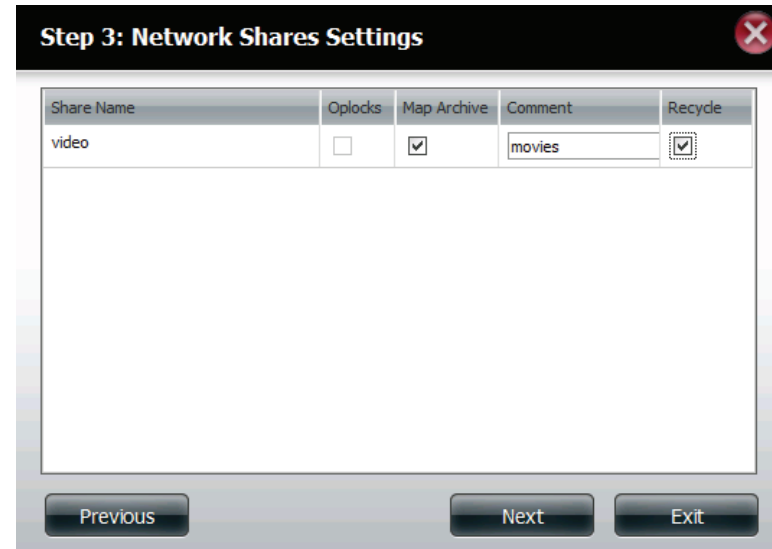 Step 3: Network Shares Settings
Share Name Oplocks Map Archive Comment Recycle
video movies
Previous Next Exit